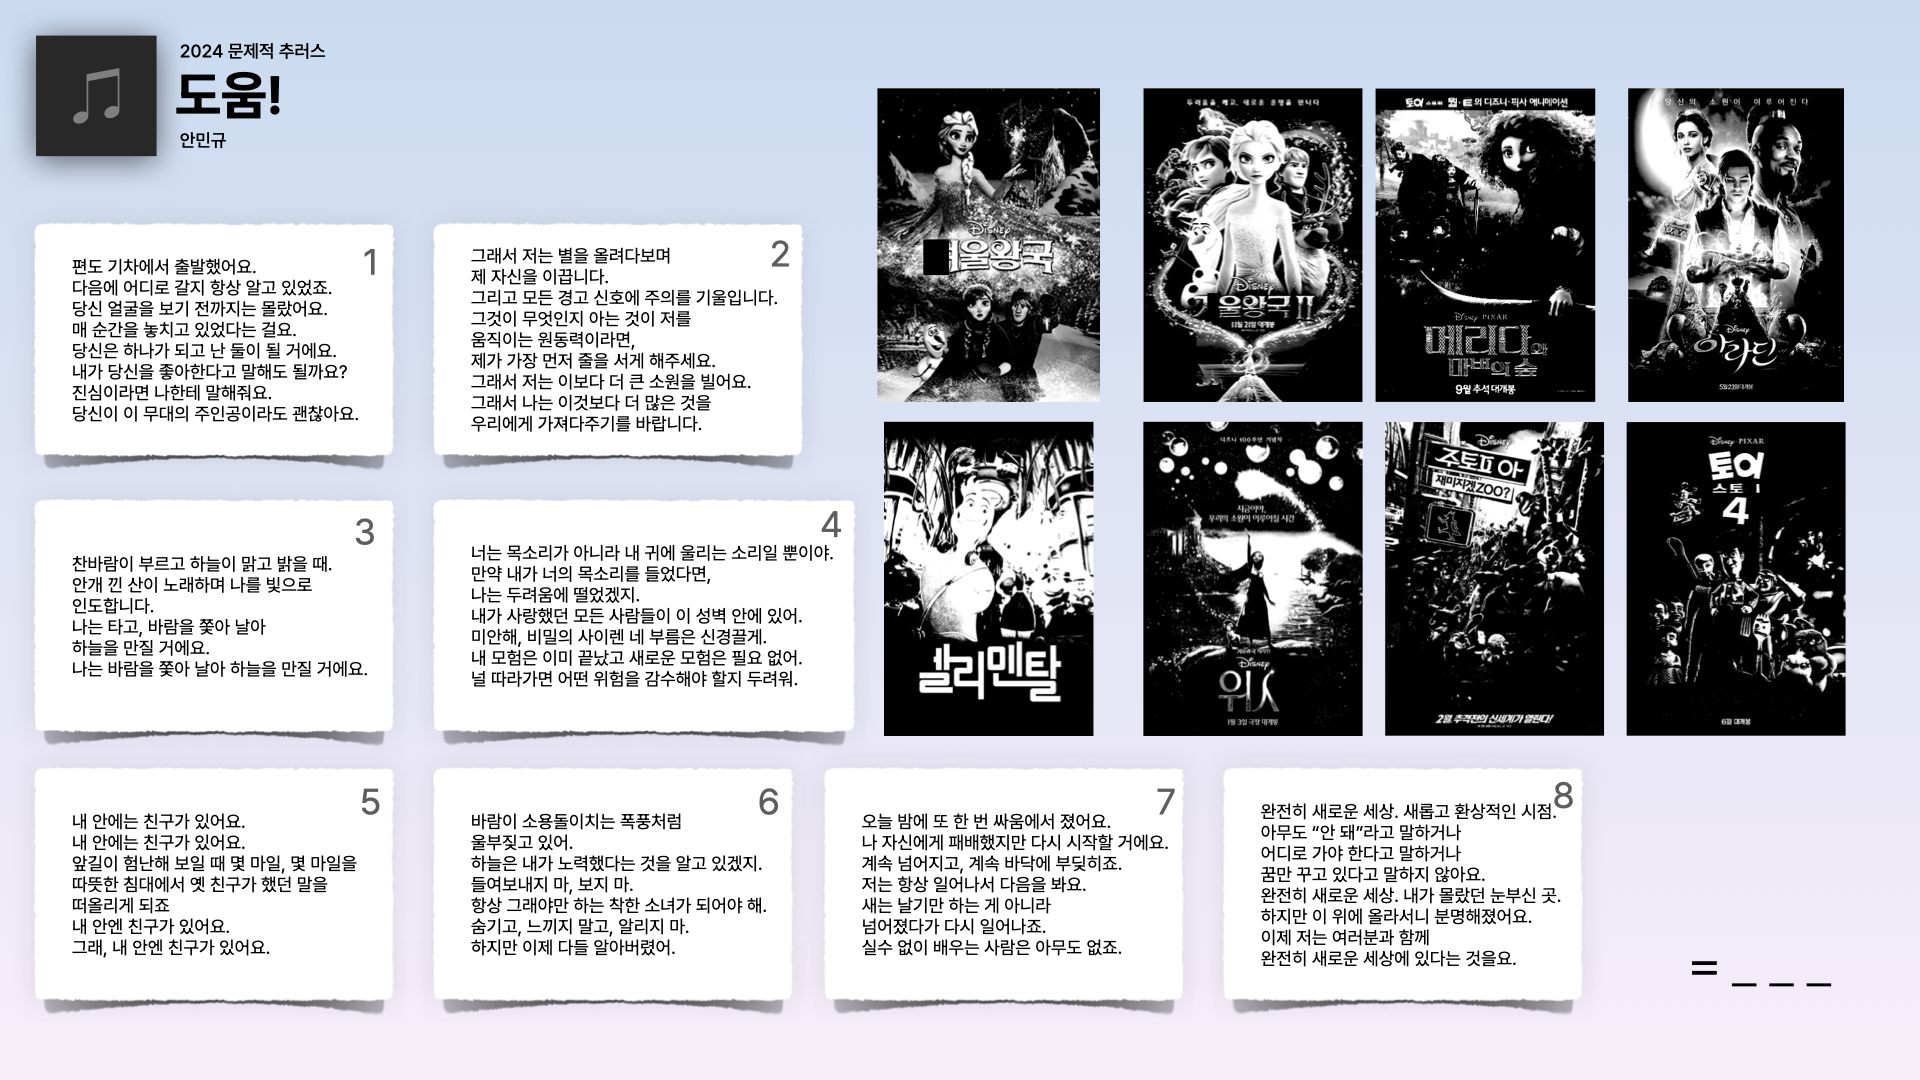 2024 문제적 추러스
도움!
안민규
1
편도 기차에서 출발했어요.
다음에 어디로 갈지 항상 알고 있었죠.
당신 얼굴을 보기 전까지는 몰랐어요.
매 순간을 놓치고 있었다는 걸요.
당신은 하나가 되고 난 둘이 될 거에요.
내가 당신을 좋아한다고 말해도 될까요?
진심이라면 나한테 말해줘요.
당신이 이 무대의 주인공이라도 괜찮아요.
2
그래서 저는 별을 올려다보며
제 자신을 이끕니다.
그리고 모든 경고 신호에 주의를 기울입니다.
그것이 무엇인지 아는 것이 저를
움직이는 원동력이라면,
제가 가장 먼저 줄을 서게 해주세요.
그래서 저는 이보다 더 큰 소원을 빌어요.
그래서 나는 이것보다 더 많은 것을
우리에게 가져다주기를 바랍니다.
3
찬바람이 부르고 하늘이 맑고 밝을 때.
안개 낀 산이 노래하며 나를 빛으로
인도합니다.
나는 타고, 바람을 쫓아 날아
하늘을 만질 거에요.
나는 바람을 쫓아 날아 하늘을 만질 거에요.
4
너는 목소리가 아니라 내 귀에 울리는 소리일 뿐이야.
만약 내가 너의 목소리를 들었다면,
나는 두려움에 떨었겠지.
내가 사랑했던 모든 사람들이 이 성벽 안에 있어.
미안해, 비밀의 사이렌 네 부름은 신경끌게.
내 모험은 이미 끝났고 새로운 모험은 필요 없어.
널 따라가면 어떤 위험을 감수해야 할지 두려워.
Disney
울왕국
두려움을 깨고, 새로운 운명을 만나다
Disney
울왕국 II
11월 21일 대개봉
토이 스토리 월·E의 디즈니·픽사 애니메이션
Disney · PIXAR
메리다와
마법의 숲
9월 추석 대개봉
당신의 소원이 이루어진다
Disney
아라딘
5월 23일 대개봉
리멘탈
디즈니 100주년 기념작
지금이야,
우리의 소원이 이루어질 시간
Disney
위시
1월 3일 극장 대개봉
Disney
주토피아
재미지겠ZOO?
2월, 추격전의 신세계가 열린다!
Disney · PIXAR
토이
스토
4
6월 대개봉
5
내 안에는 친구가 있어요.
내 안에는 친구가 있어요.
앞길이 험난해 보일 때 몇 마일, 몇 마일을
따뜻한 침대에서 옛 친구가 했던 말을
떠올리게 되죠
내 안엔 친구가 있어요.
그래, 내 안엔 친구가 있어요.
6
바람이 소용돌이치는 폭풍처럼
울부짖고 있어.
하늘은 내가 노력했다는 것을 알고 있겠지.
들여보내지 마, 보지 마.
항상 그래야만 하는 착한 소녀가 되어야 해.
숨기고, 느끼지 말고, 알리지 마.
하지만 이제 다들 알아버렸어.
7
오늘 밤에 또 한 번 싸움에서 졌어요.
나 자신에게 패배했지만 다시 시작할 거에요.
계속 넘어지고, 계속 바닥에 부딪히죠.
저는 항상 일어나서 다음을 봐요.
새는 날기만 하는 게 아니라
넘어졌다가 다시 일어나죠.
실수 없이 배우는 사람은 아무도 없죠.
8
완전히 새로운 세상. 새롭고 환상적인 시점.
아무도 “안 돼”라고 말하거나
어디로 가야 한다고 말하거나
꿈만 꾸고 있다고 말하지 않아요.
완전히 새로운 세상. 내가 몰랐던 눈부신 곳.
하지만 이 위에 올라서니 분명해졌어요.
이제 저는 여러분과 함께
완전히 새로운 세상에 있다는 것을요.
= _ _ _